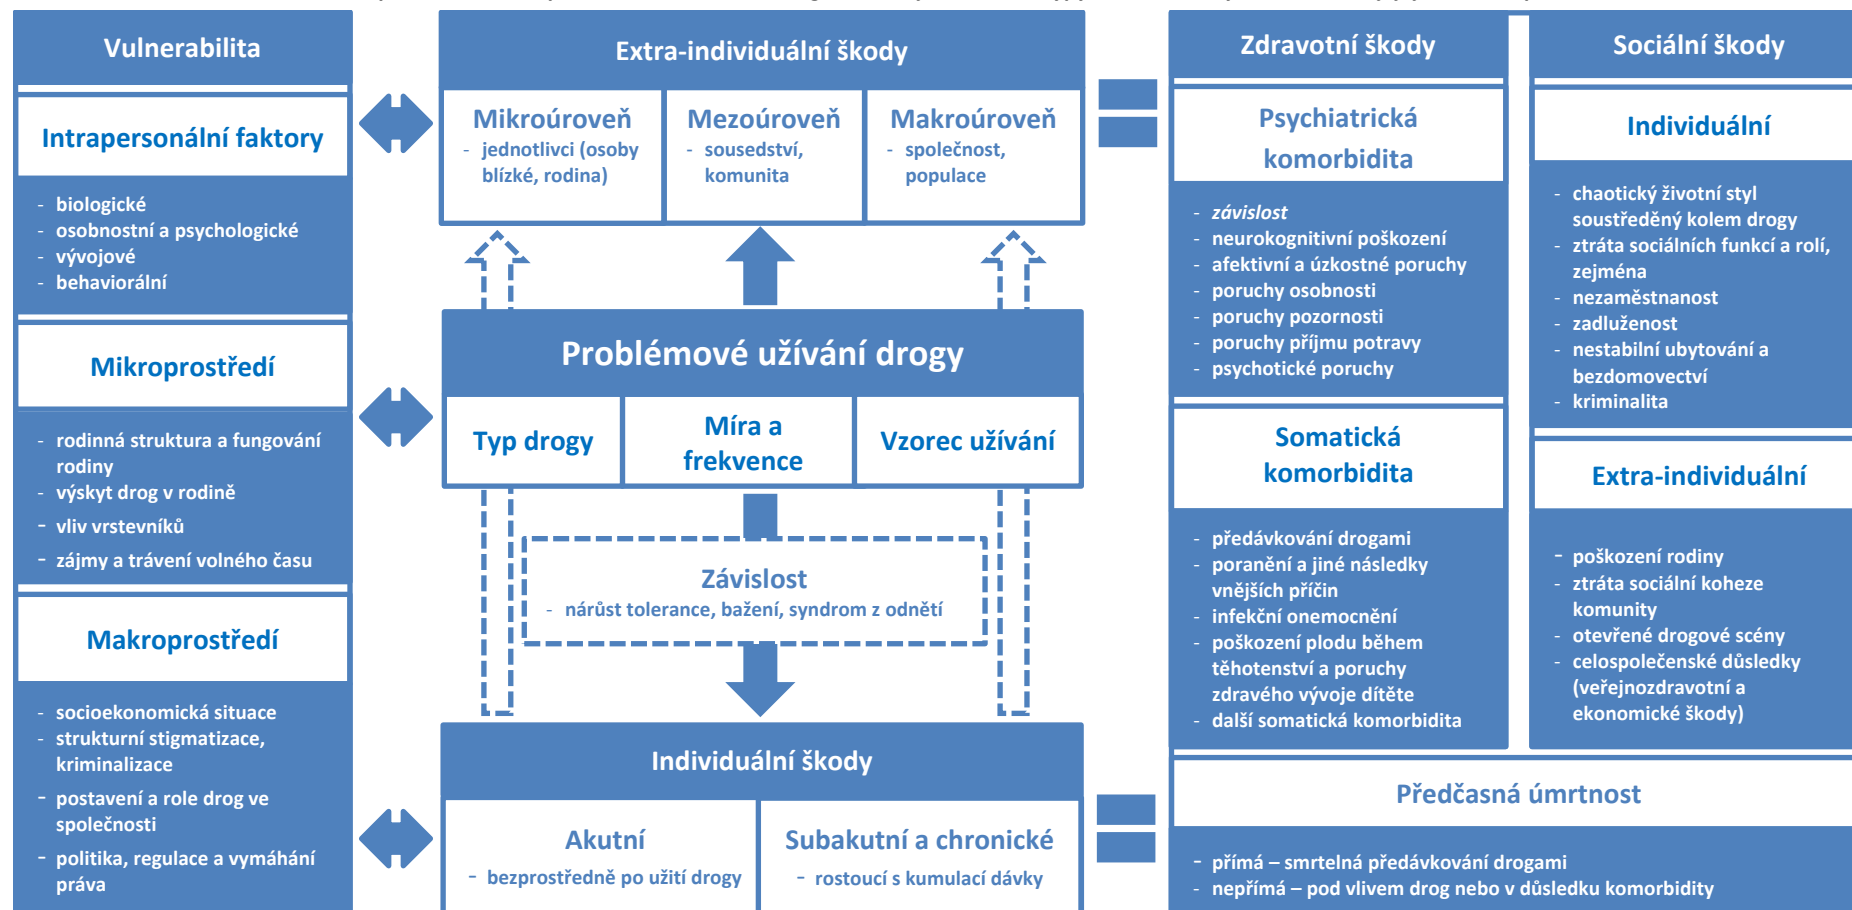 Vulnerabilita
Intrapersonální faktory
- biologické
- osobnostní a psychologické
- vývojové
- behaviorální
Mikroprostředí
- rodinná struktura a fungování
rodiny
- výskyt drog v rodině
- vliv vrstevníků
- zájmy a trávení volného času
Makroprostředí
- socioekonomická situace
- strukturní stigmatizace,
kriminalizace
- postavení a role drog ve
společnosti
- politika, regulace a vymáhání
práva
Extra-individuální škody
Mikroúroveň
- jednotlivci (osoby
blízké, rodina)
Mezoúroveň
- sousedství,
komunita
Makroúroveň
- společnost,
populace
Problémové užívání drogy
Typ drogy
Míra a
frekvence
Vzorec užívání
Závislost
- nárůst tolerance, bažení, syndrom z odnětí
Individuální škody
Akutní
- bezprostředně po užití drogy
Subakutní a chronické
- rostoucí s kumulací dávky
Zdravotní škody
Psychiatrická
komorbidita
- závislost
- neurokognitivní poškození
- afektivní a úzkostné poruchy
- poruchy osobnosti
- poruchy pozornosti
- poruchy příjmu potravy
- psychotické poruchy
Somatická
komorbidita
- předávkování drogami
- poranění a jiné následky
vnějších příčin
- infekční onemocnění
- poškození plodu během
těhotenství a poruchy
zdravého vývoje dítěte
- další somatická komorbidita
Sociální škody
Individuální
- chaotický životní styl
soustředěný kolem drogy
- ztráta sociálních funkcí a rolí,
zejména
- nezaměstnanost
- zadluženost
- nestabilní ubytování a
bezdomovectví
- kriminalita
Extra-individuální
- poškození rodiny
- ztráta sociální koheze
komunity
- otevřené drogové scény
- celospolečenské důsledky
(veřejnozdravotní a
ekonomické škody)
Předčasná úmrtnost
- přímá – smrtelná předávkování drogami
- nepřímá – pod vlivem drog nebo v důsledku komorbidity